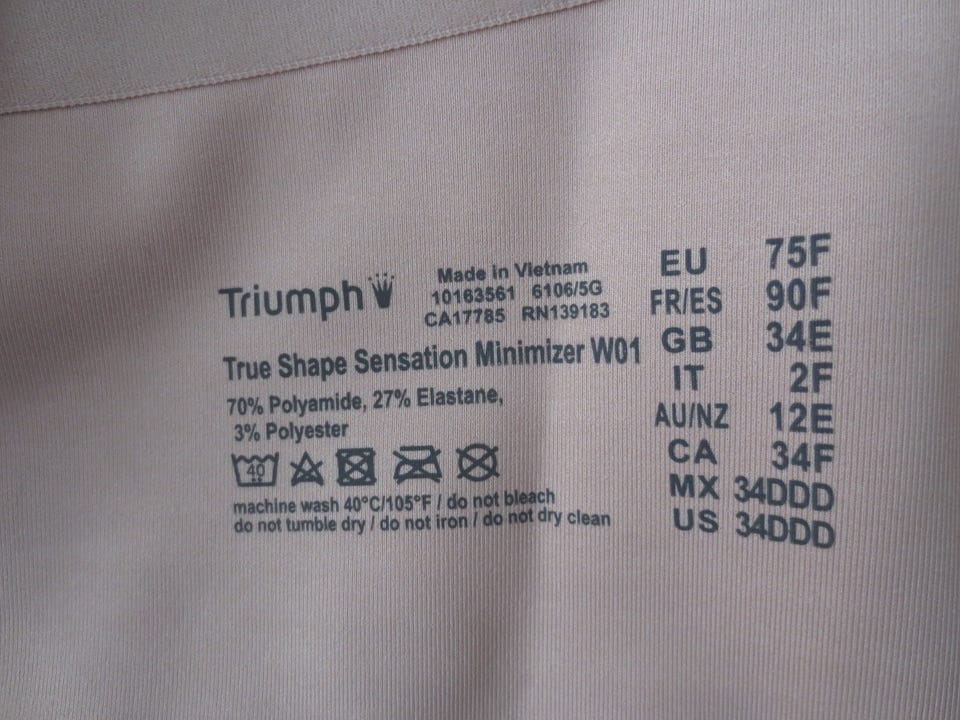 Triumph
Made in Vietnam
10163561 6106/5G
CA17785 RN139183
True Shape Sensation Minimizer W01
70% Polyamide, 27% Elastane,
3% Polyester
40
machine wash 40°C/105°F / do not bleach
do not tumble dry / do not iron / do not dry clean
EU 75F
FR/ES 90F
GB 34E
IT 2F
AU/NZ 12E
CA 34F
MX 34DDD
US 34DDD